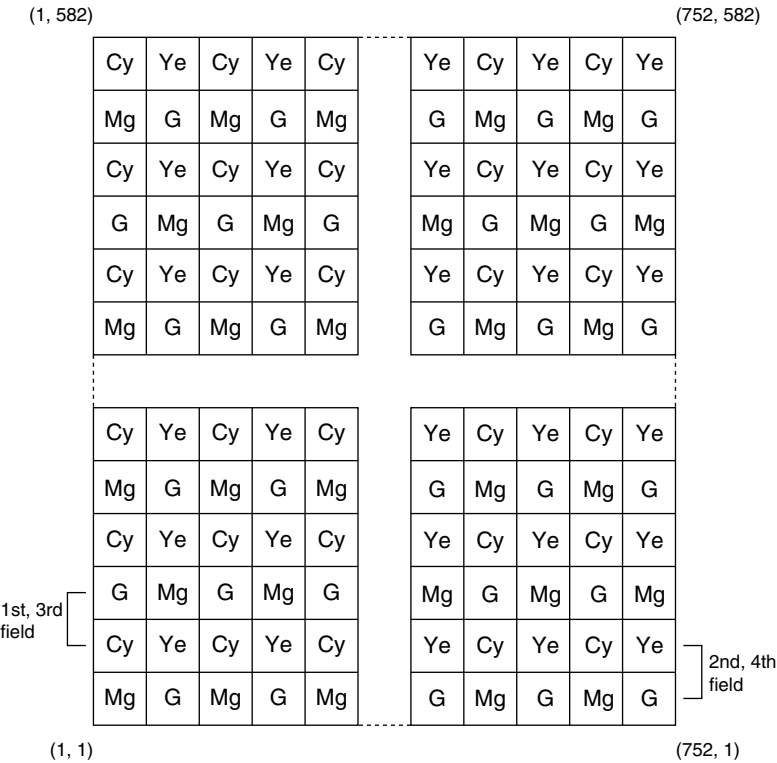 (1, 582) (752, 582)
Cy Ye Cy Ye Cy Ye Cy Ye Cy Ye
Mg G Mg G Mg G Mg G Mg G
Cy Ye Cy Ye Cy Ye Cy Ye Cy Ye
G Mg G Mg G Mg G Mg G Mg
Cy Ye Cy Ye Cy Ye Cy Ye Cy Ye
Mg G Mg G Mg G Mg G Mg G
Cy Ye Cy Ye Cy Ye Cy Ye Cy Ye
Mg G Mg G Mg G Mg G Mg G
Cy Ye Cy Ye Cy Ye Cy Ye Cy Ye
G Mg G Mg G Mg G Mg G Mg
1st, 3rd
field
Cy Ye Cy Ye Cy Ye Cy Ye Cy Ye
2nd, 4th
field
Mg G Mg G Mg G Mg G Mg G
(1, 1) (752, 1)